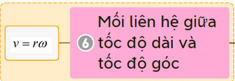 v = rω
6
Mối liên hệ giữa
tốc độ dài và
tốc độ góc